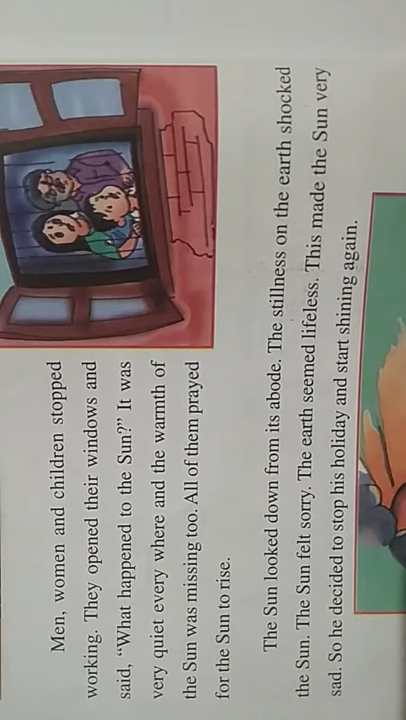 Men, women and children stopped
working. They opened their windows and
said, “What happened to the Sun?” It was
very quiet every where and the warmth of
the Sun was missing too. All of them prayed
for the Sun to rise.
The Sun looked down from its abode. The stillness on the earth shocked
the Sun. The Sun felt sorry. The earth seemed lifeless. This made the Sun very
sad. So he decided to stop his holiday and start shining again.